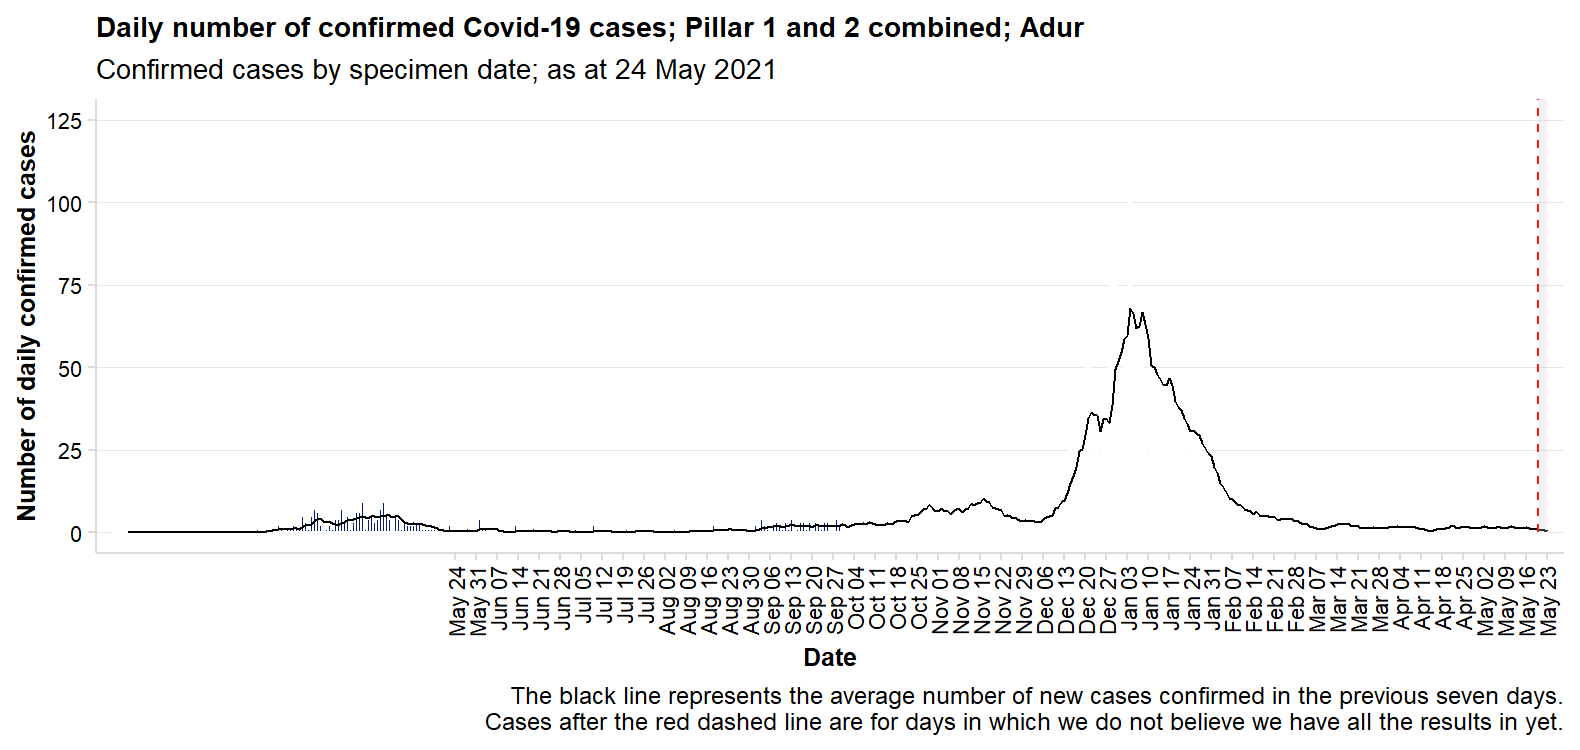 Daily number of confirmed Covid-19 cases; Pillar 1 and 2 combined; Adur
Confirmed cases by specimen date; as at 24 May 2021
Number of daily confirmed cases
125
100
75
50
25
0
May 24
May 31
Jun 07
Jun 14
Jun 21
Jun 28
Jul 05
Jul 12
Jul 19
Jul 26
Aug 02
Aug 09
Aug 16
Aug 23
Aug 30
Sep 06
Sep 13
Sep 20
Sep 27
Oct 04
Oct 11
Oct 18
Oct 25
Nov 01
Nov 08
Nov 15
Nov 22
Nov 29
Dec 06
Dec 13
Dec 20
Dec 27
Jan 03
Jan 10
Jan 17
Jan 24
Jan 31
Feb 07
Feb 14
Feb 21
Feb 28
Mar 07
Mar 14
Mar 21
Mar 28
Apr 04
Apr 11
Apr 18
Apr 25
May 02
May 09
May 16
May 23
Date
The black line represents the average number of new cases confirmed in the previous seven days.
Cases after the red dashed line are for days in which we do not believe we have all the results in yet.